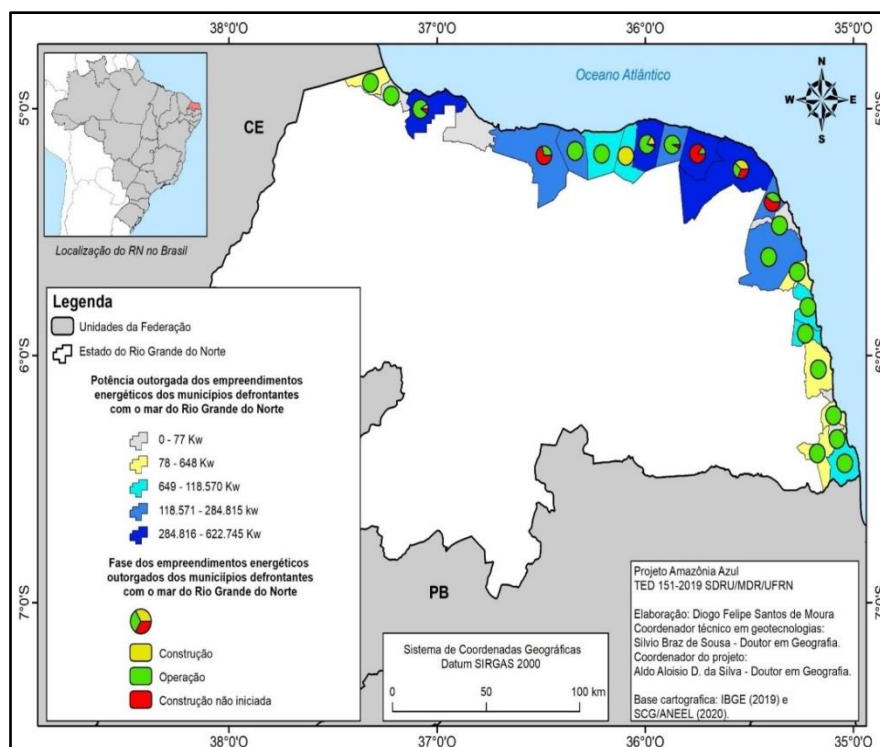 38°0'O 37°0'O 36°0'O 35°0'O
Oceano Atlântico
N
W E
S
5°0'S 5°0'S
CE
Localização do RN no Brasil
Legenda
Unidades da Federação
Estado do Rio Grande do Norte
Potência outorgada dos empreendimentos
energéticos dos municípios defrontantes
com o mar do Rio Grande do Norte
0 - 77 Kw
78 - 648 Kw
649 - 118.570 Kw
118.571 - 284.815 kw
284.816 - 622.745 Kw
Fase dos empreendimentos energéticos
outorgados dos municiípios defrontantes
com o mar do Rio Grande do Norte
Construção
Operação
Construção não iniciada
6°0'S 6°0'S
7°0'S 7°0'S
PB
Sistema de Coordenadas Geográficas
Datum SIRGAS 2000
0 50 100 km
Projeto Amazônia Azul
TED 151-2019 SDRU/MDR/UFRN
Elaboração: Diogo Felipe Santos de Moura
Coordenador técnico em geotecnologias:
Silvio Braz de Sousa - Doutor em Geografia.
Coordenador do projeto:
Aldo Aloisio D. da Silva - Doutor em Geografia.
Base cartografica: IBGE (2019) e
SCG/ANEEL (2020).
38°0'O 37°0'O 36°0'O 35°0'O